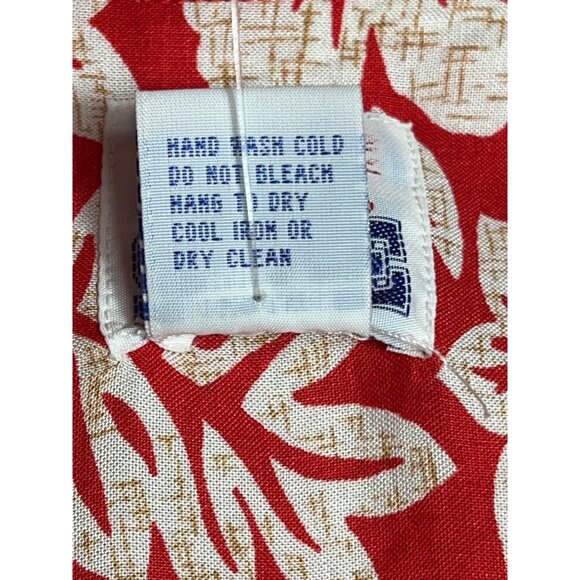 HAND WASH COLD
DO NOT BLEACH
HANG TO DRY
COOL IRON OR
DRY CLEAN